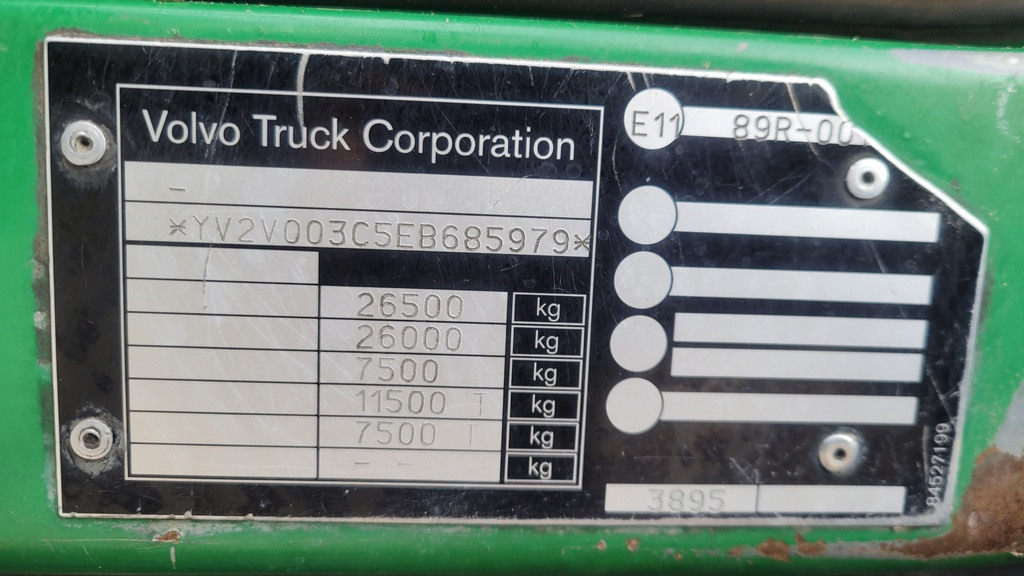 Volvo Truck Corporation
-
*YV2V003C5EB685979*
26500 kg
26000 kg
7500 kg
11500 T kg
7500 T kg
- - kg
E11 89R-00
3895
84527199